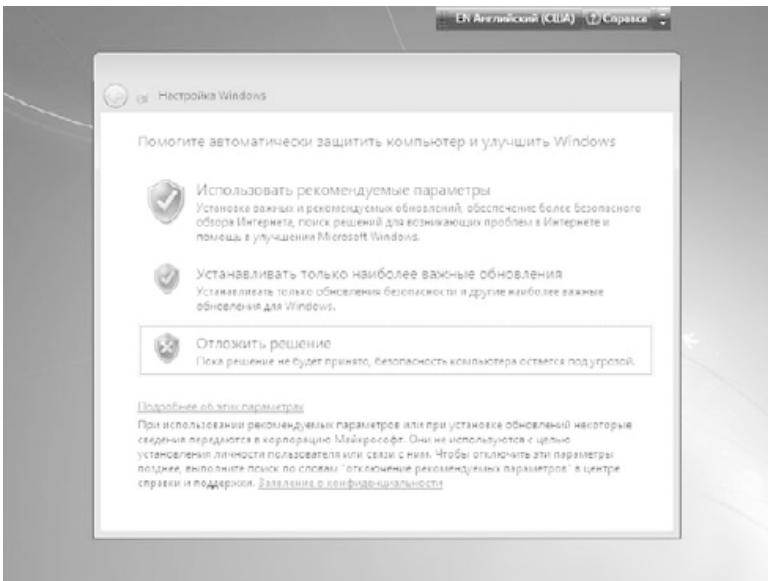 EN Английский (США) Справка
Настройка Windows
Помогите автоматически защитить компьютер и улучшить Windows
Использовать рекомендуемые параметры
Установка важных и рекомендуемых обновлений, обеспечение более безопасного
обзора Интернета, поиск решений для возникающих проблем в Интернете и
помощь в улучшении Microsoft Windows.
Устанавливать только наиболее важные обновления
Устанавливать только обновления безопасности и другие наиболее важные
обновления для Windows.
Отложить решение
Пока решение не будет принято, безопасность компьютера остается под угрозой.
Подробнее об этих параметрах
При использовании рекомендуемых параметров или при установке обновлений некоторые
сведения передаются в корпорацию Майкрософт. Они не используются с целью
установления личности пользователя или связи с ним. Чтобы отключить эти параметры
позднее, выполните поиск по словам "отключение рекомендуемых параметров" в центре
справки и поддержки. Заявление о конфиденциальности